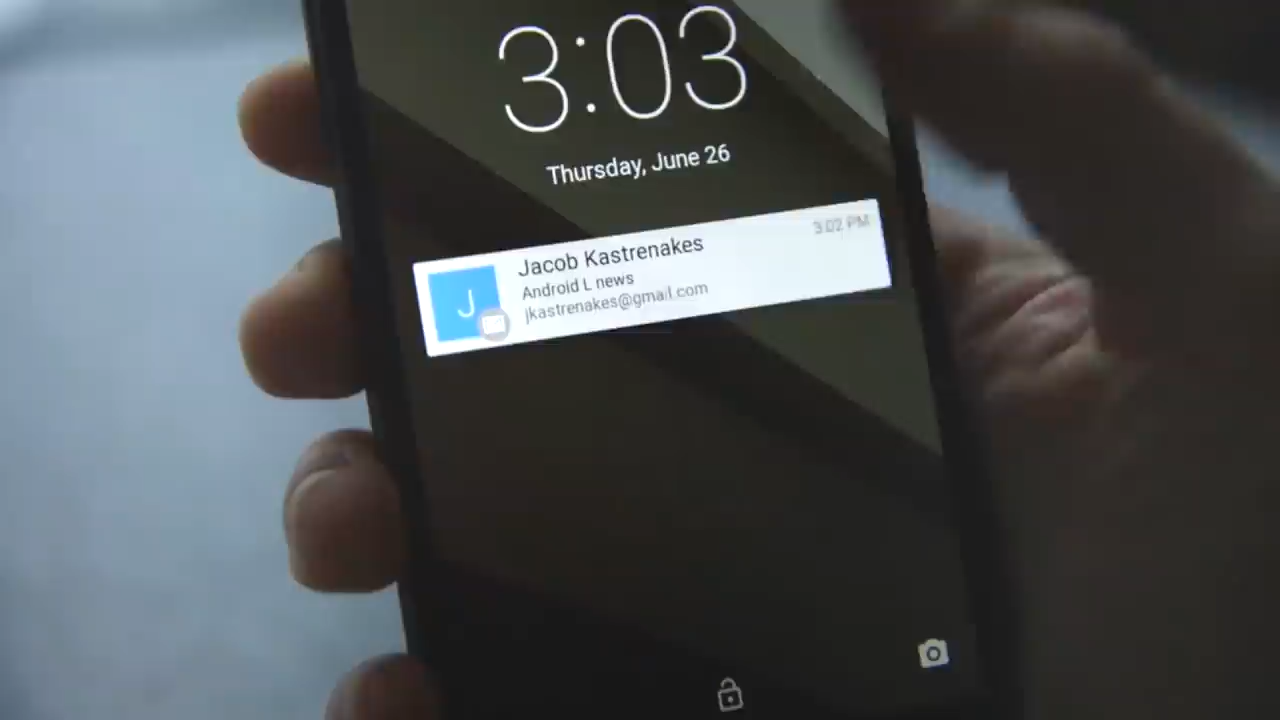 3:03
Thursday, June 26
3:02 PM
Jacob Kastrenakes
Android L news
jkastrenakes@gmail.com
J